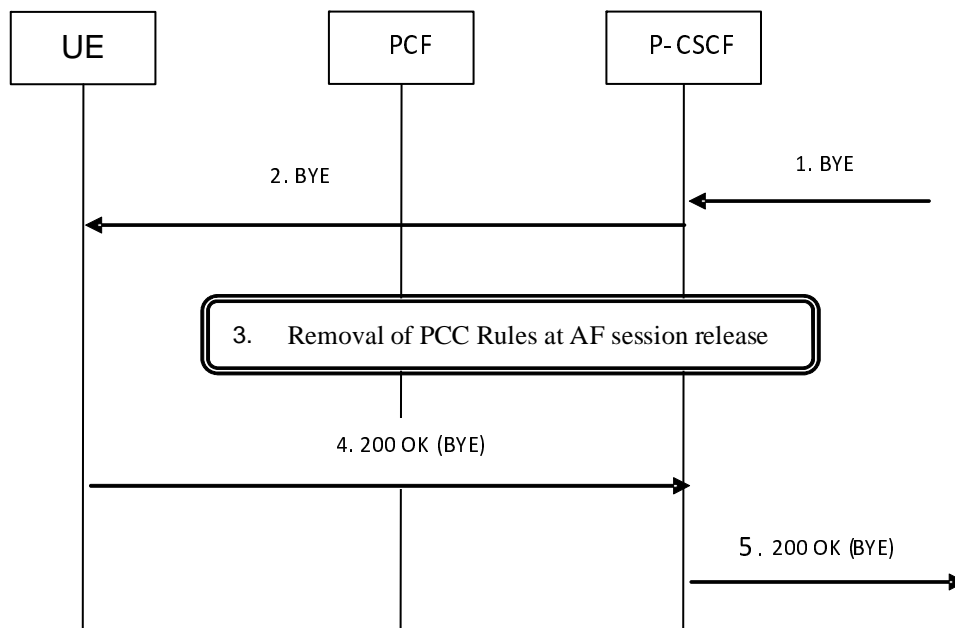 UE
PCF
P-CSCF
1. BYE
2. BYE
3. Removal of PCC Rules at AF session release
4. 200 OK (BYE)
5. 200 OK (BYE)